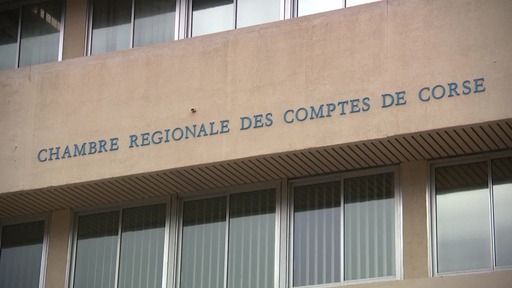 CHAMBRE REGIONALE DES COMPTES DE CORSE